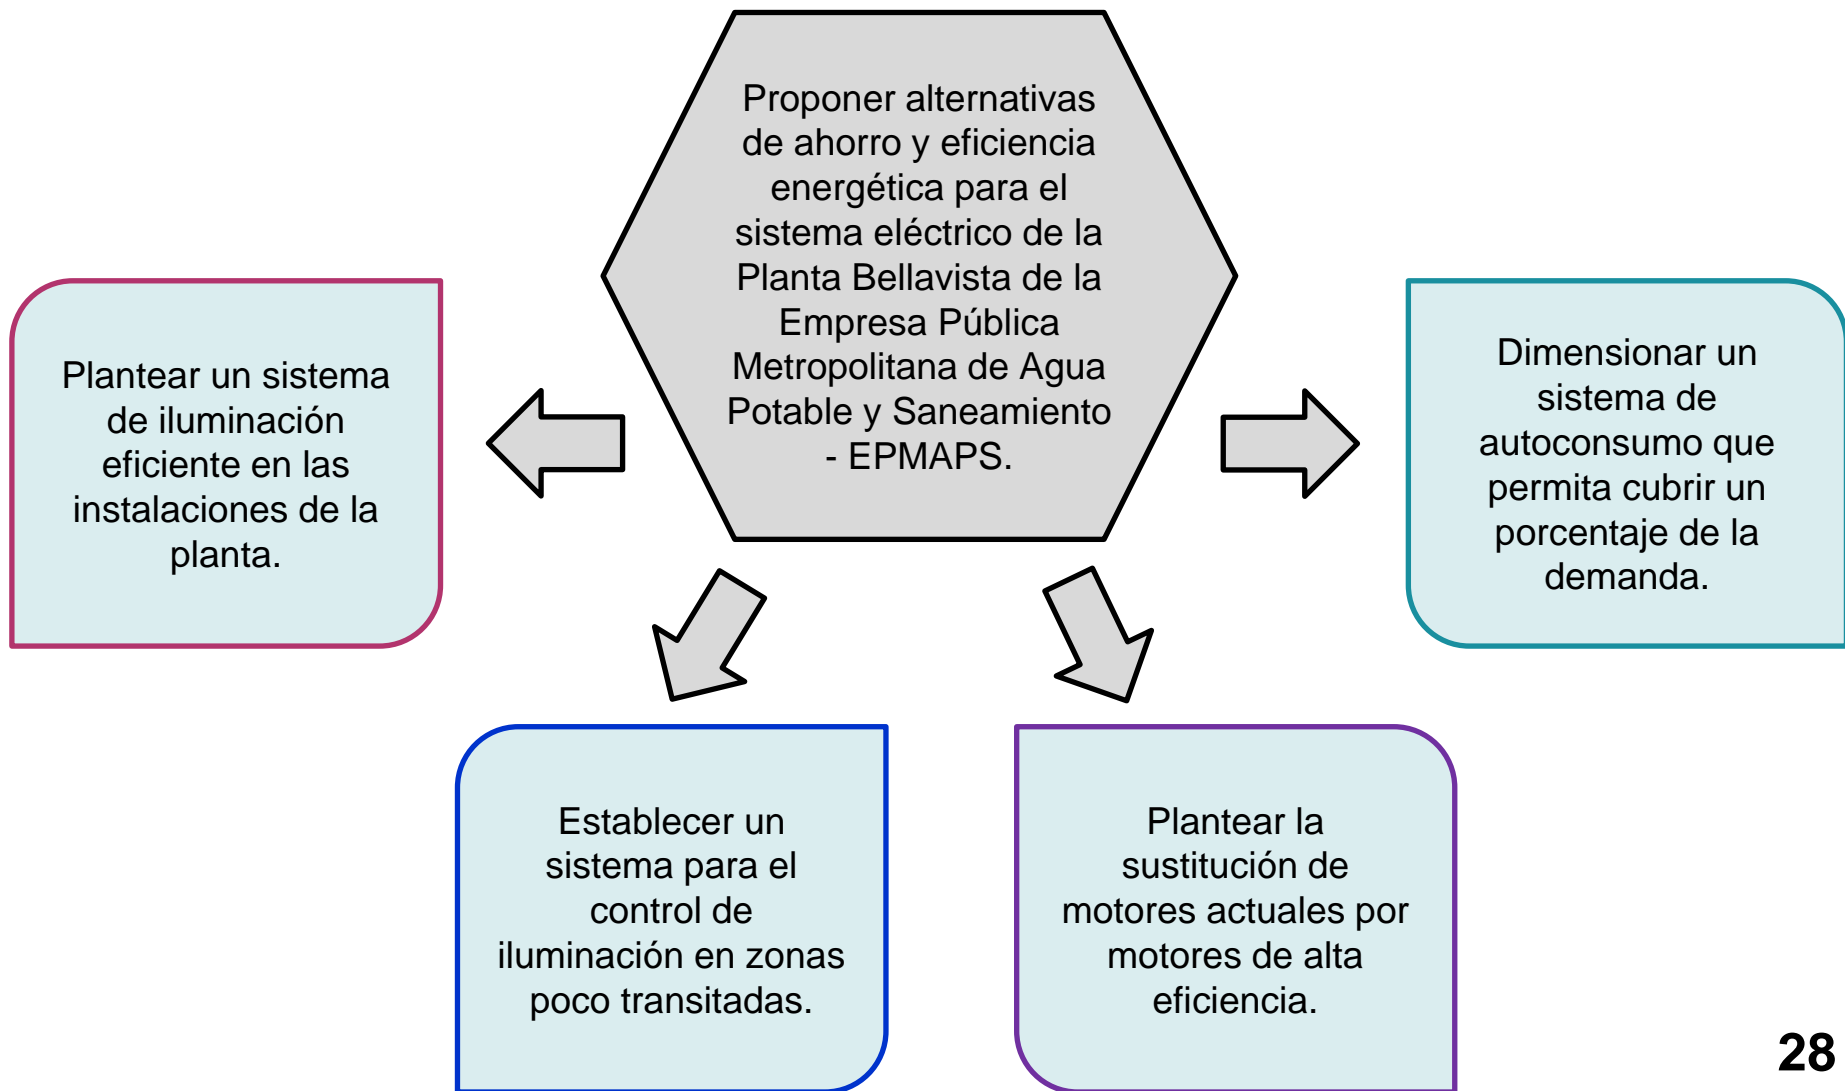 Proponer alternativas
de ahorro y eficiencia
energética para el
sistema eléctrico de la
Planta Bellavista de la
Empresa Pública
Metropolitana de Agua
Potable y Saneamiento
- EPMAPS.
Plantear un sistema
de iluminación
eficiente en las
instalaciones de la
planta.
Establecer un
sistema para el
control de
iluminación en zonas
poco transitadas.
Plantear la
sustitución de
motores actuales por
motores de alta
eficiencia.
Dimensionar un
sistema de
autoconsumo que
permita cubrir un
porcentaje de la
demanda.
28